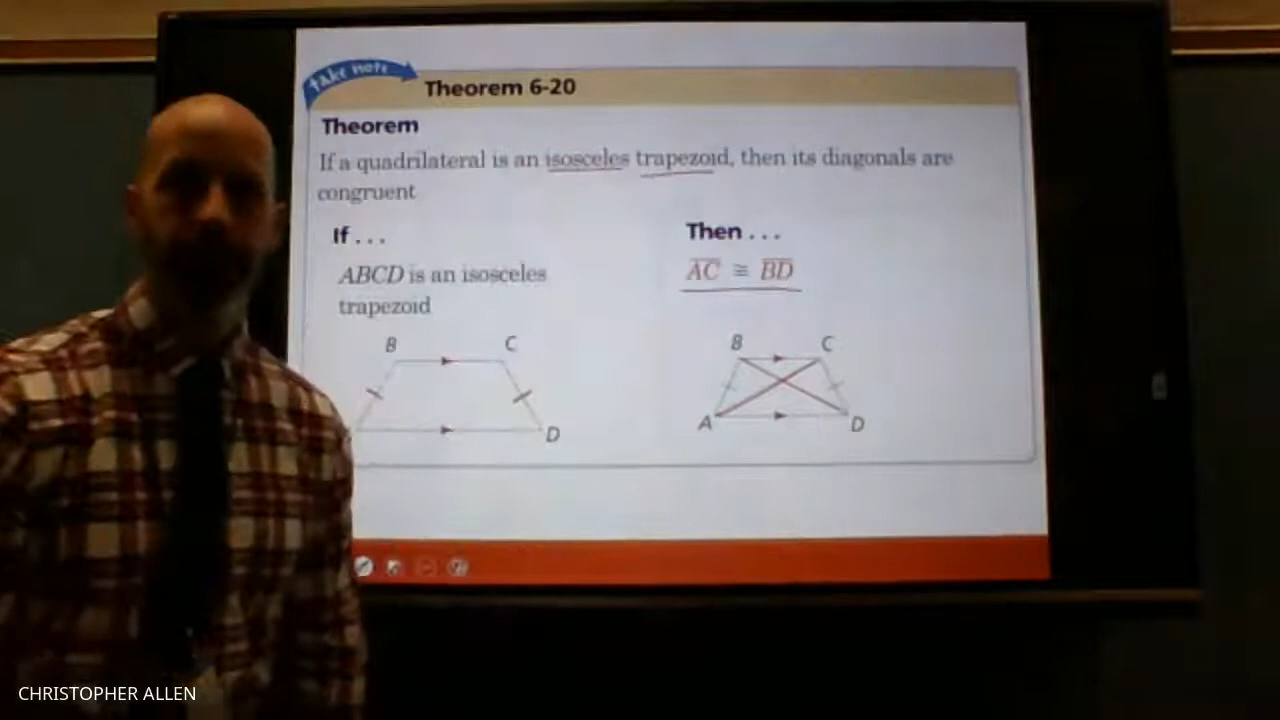 take note
Theorem 6-20
Theorem
If a quadrilateral is an isosceles trapezoid, then its diagonals are
congruent
If . . .
Then . . .
ABCD is an isosceles
trapezoid
AC ≅ BD
B C
D
B C
A D
CHRISTOPHER ALLEN